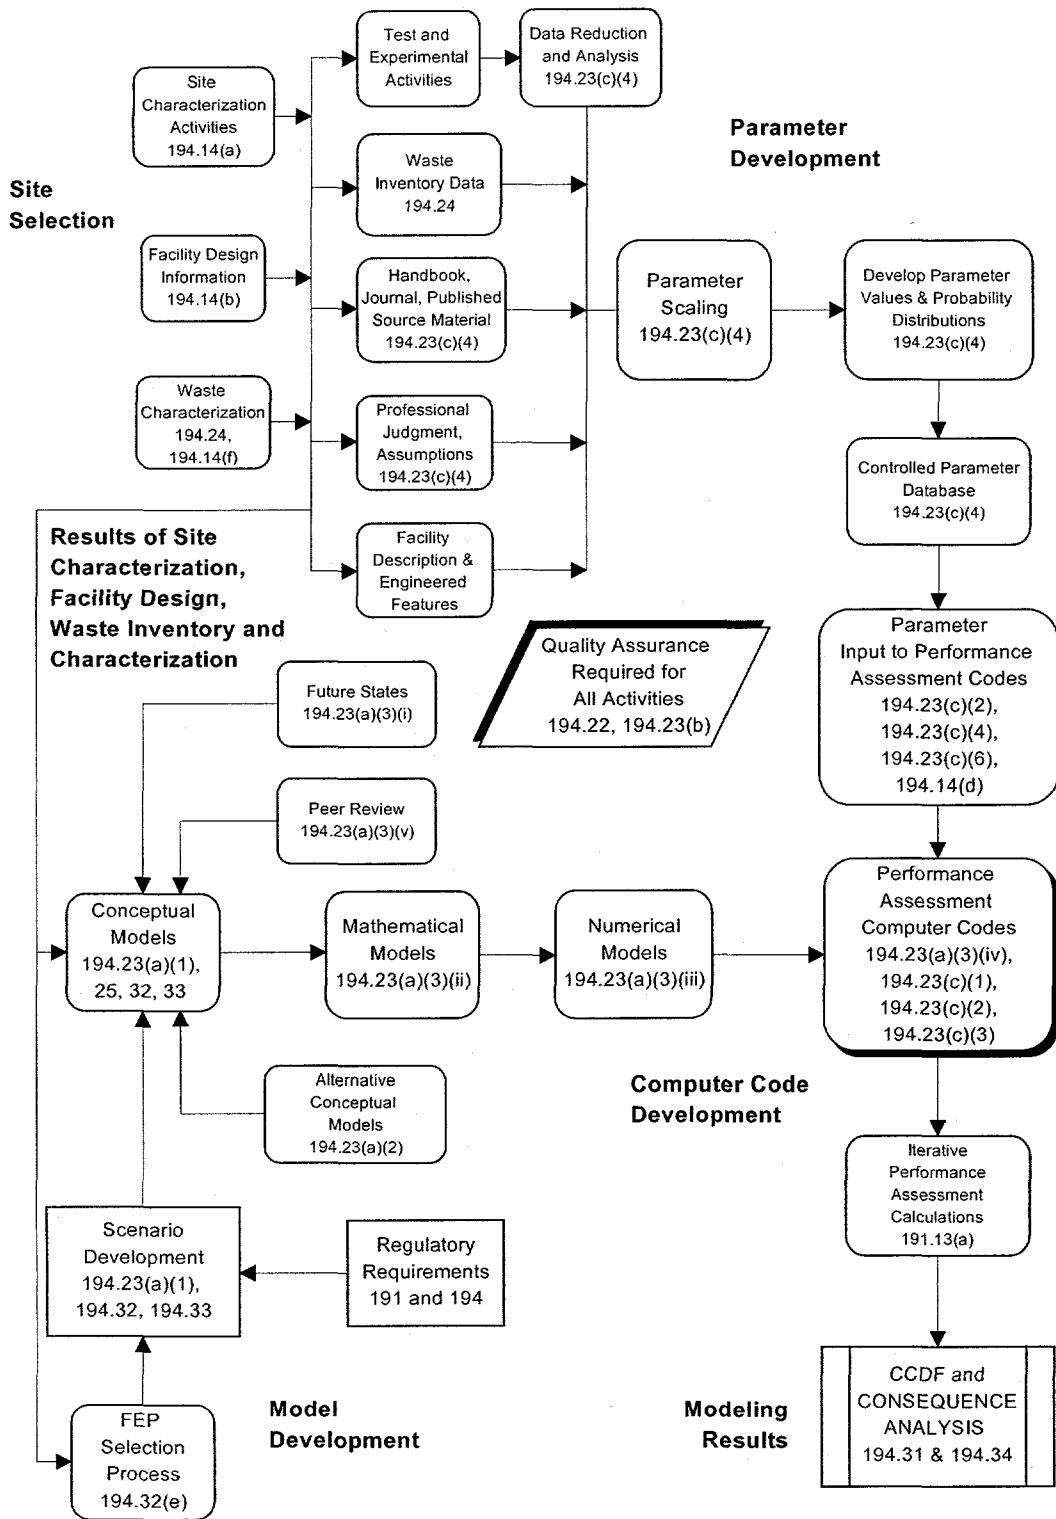 Test and
Experimental
Activities
Data Reduction
and Analysis
194.23(c)(4)
Site
Characterization
Activities
194.14(a)
Parameter
Development
Waste
Inventory Data
194.24
Site
Selection
Facility Design
Information
194.14(b)
Handbook,
Journal, Published
Source Material
194.23(c)(4)
Parameter
Scaling
194.23(c)(4)
Develop Parameter
Values & Probability
Distributions
194.23(c)(4)
Waste
Characterization
194.24,
194.14(f)
Professional
Judgment,
Assumptions
194.23(c)(4)
Controlled Parameter
Database
194.23(c)(4)
Results of Site
Characterization,
Facility Design,
Waste Inventory and
Characterization
Facility
Description &
Engineered
Features
Quality Assurance
Required for
All Activities
194.22, 194.23(b)
Parameter
Input to Performance
Assessment Codes
194.23(c)(2),
194.23(c)(4),
194.23(c)(6),
194.14(d)
Future States
194.23(a)(3)(i)
Peer Review
194.23(a)(3)(v)
Conceptual
Models
194.23(a)(1),
25, 32, 33
Mathematical
Models
194.23(a)(3)(ii)
Numerical
Models
194.23(a)(3)(iii)
Performance
Assessment
Computer Codes
194.23(a)(3)(iv),
194.23(c)(1),
194.23(c)(2),
194.23(c)(3)
Alternative
Conceptual
Models
194.23(a)(2)
Computer Code
Development
Iterative
Performance
Assessment
Calculations
191.13(a)
Scenario
Development
194.23(a)(1),
194.32, 194.33
Regulatory
Requirements
191 and 194
FEP
Selection
Process
194.32(e)
Model
Development
Modeling
Results
CCDF and
CONSEQUENCE
ANALYSIS
194.31 & 194.34